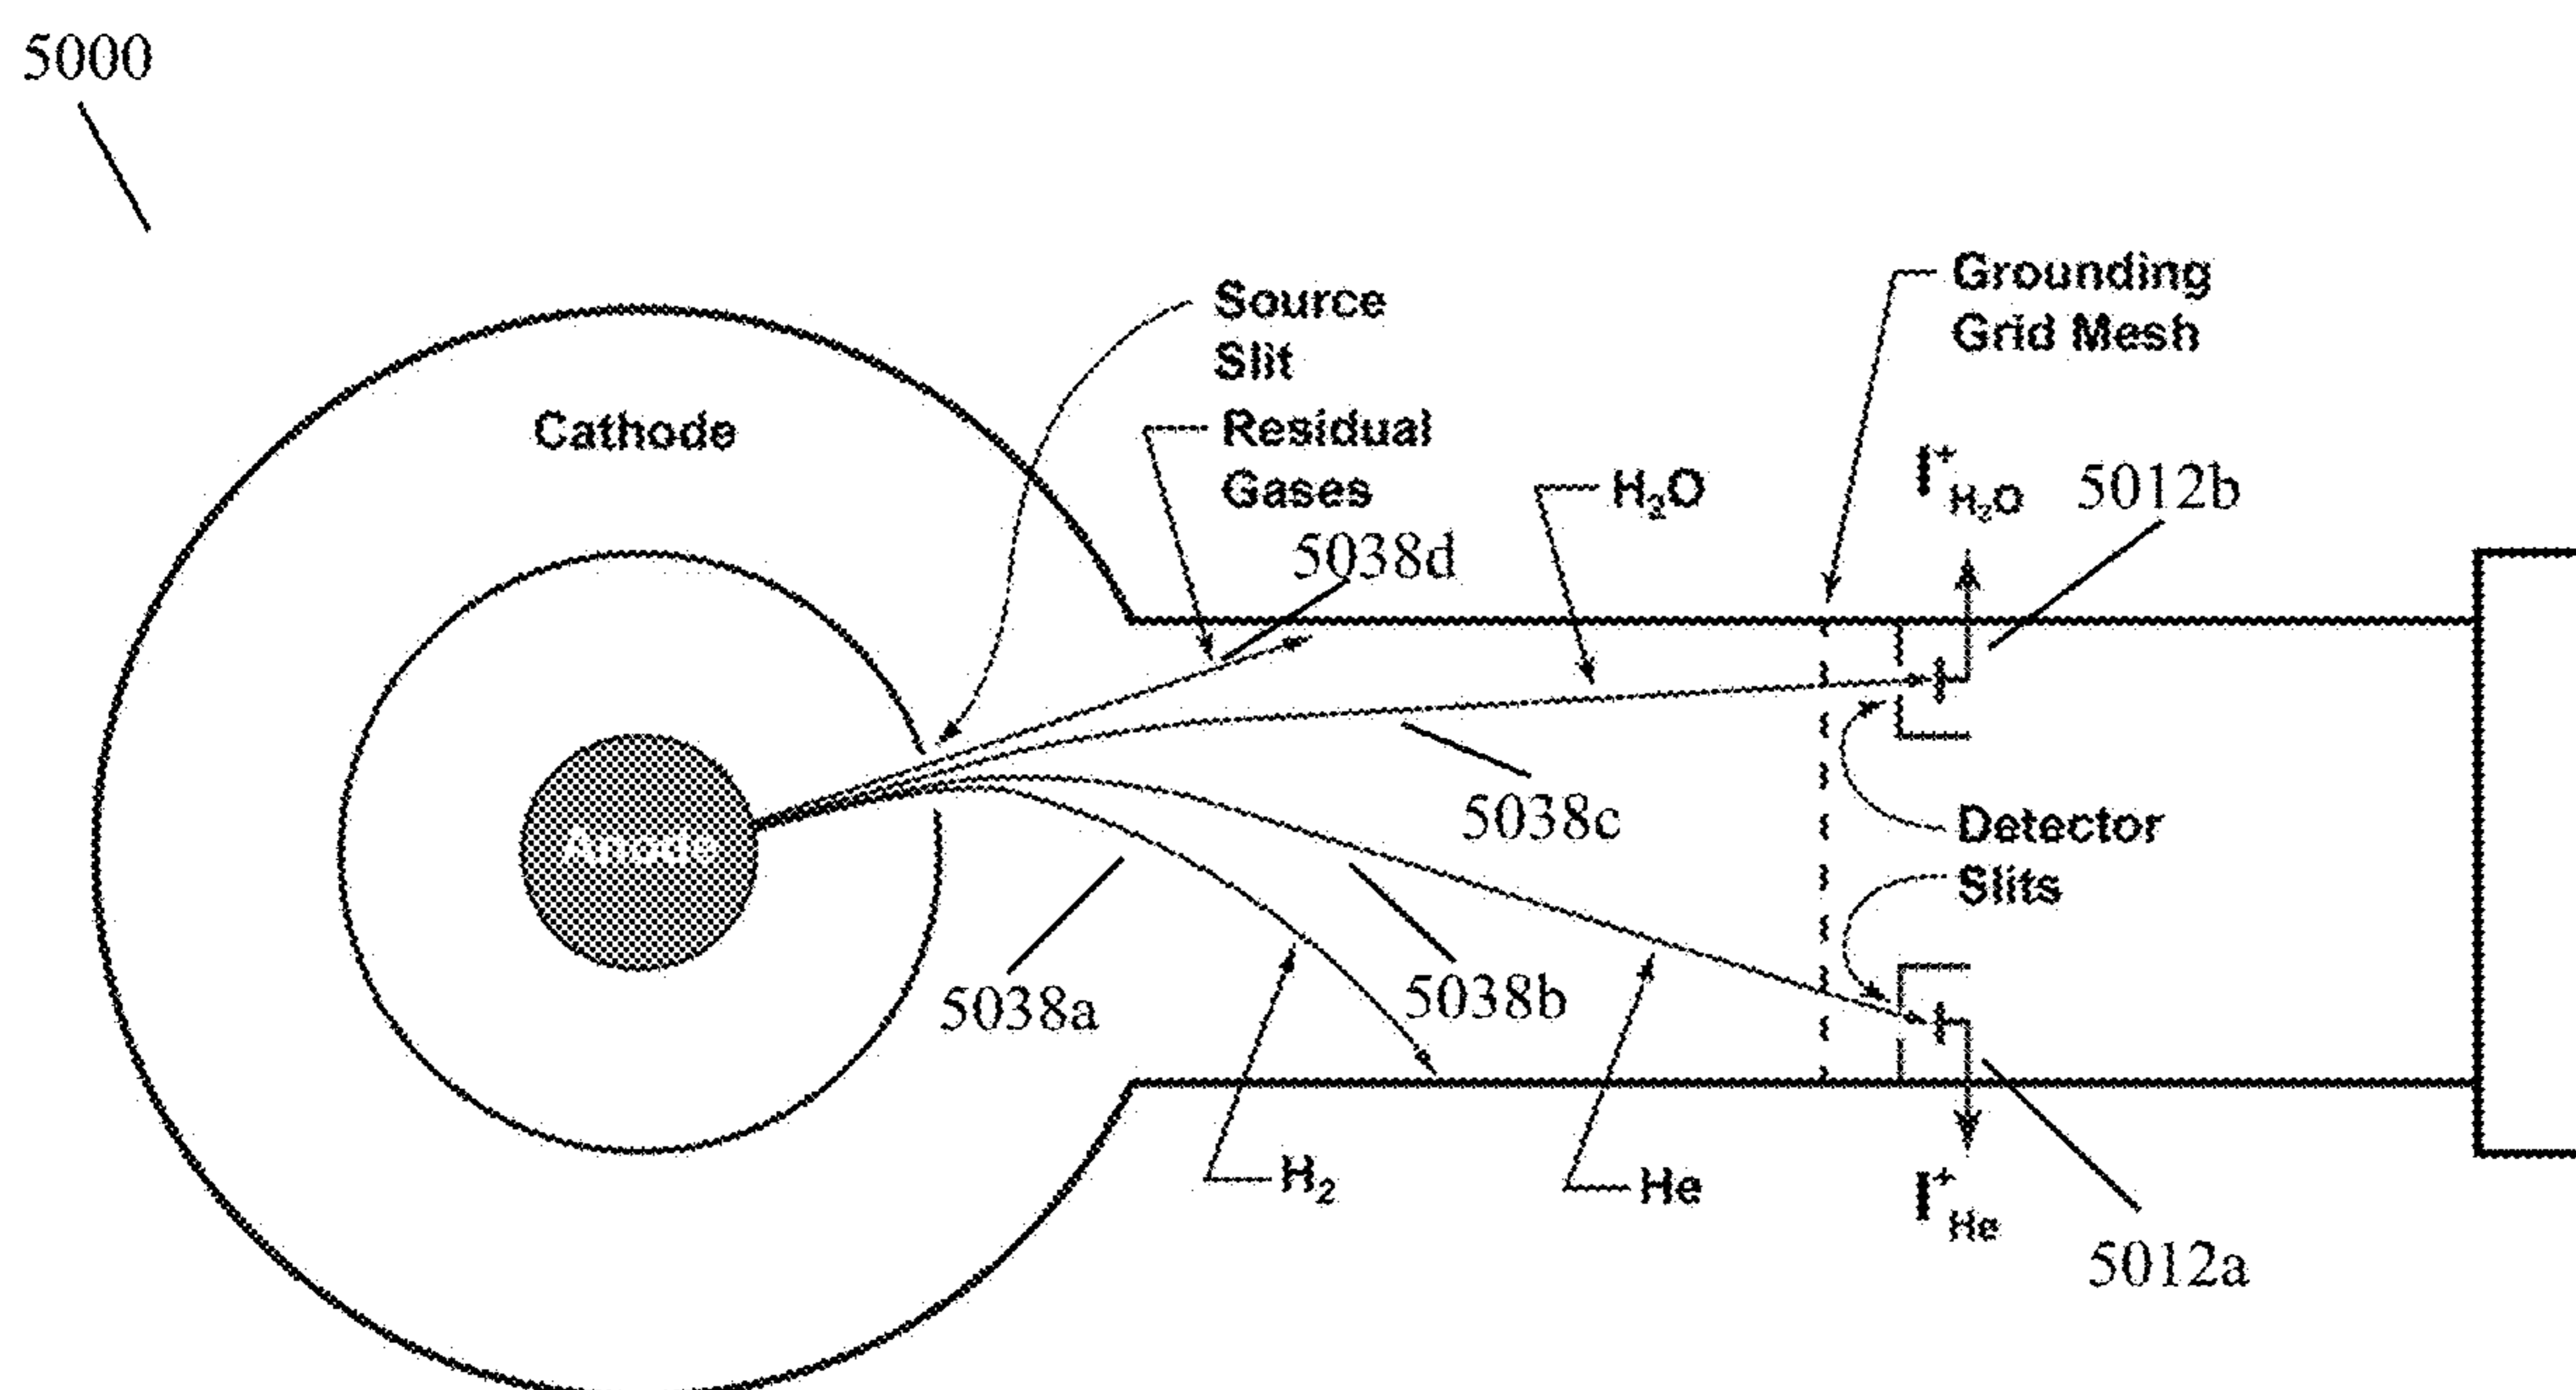 5000
Source
Slit
Grounding
Grid Mesh
Cathode
Residual
Gases
H₂O
I⁺H₂O
5012b
5038d
Anode
5038c
Detector
Slits
5038a
5038b
H₂
He
I⁺He
5012a